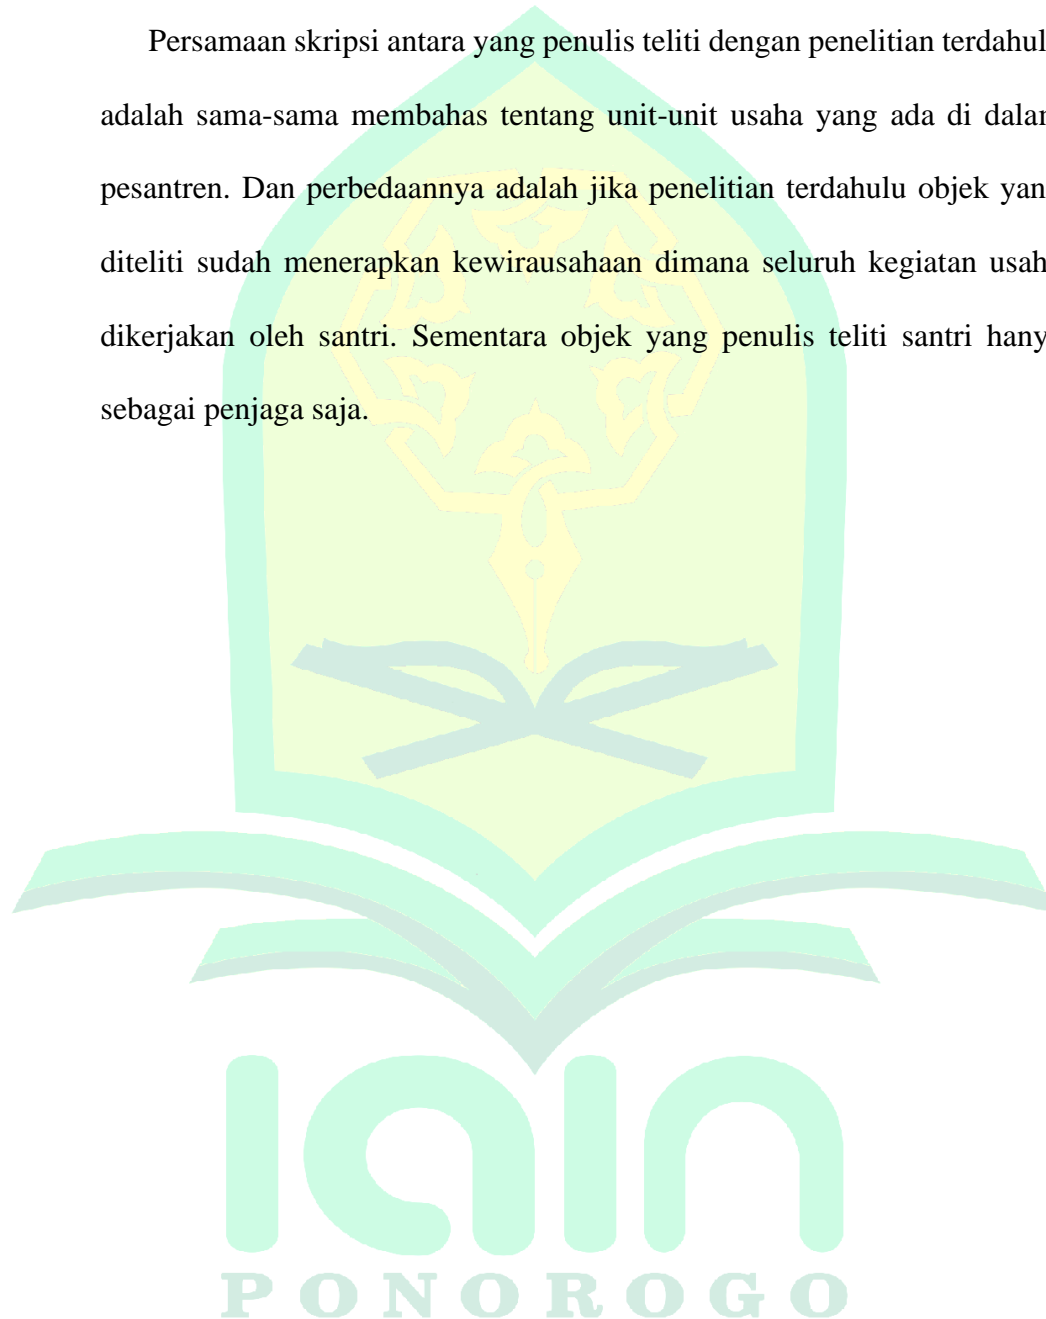 Persamaan skripsi antara yang penulis teliti dengan penelitian terdahul
adalah sama-sama membahas tentang unit-unit usaha yang ada di dalam
pesantren. Dan perbedaannya adalah jika penelitian terdahulu objek yan
diteliti sudah menerapkan kewirausahaan dimana seluruh kegiatan usah
dikerjakan oleh santri. Sementara objek yang penulis teliti santri hany
sebagai penjaga saja.
IAIN
PONOROGO